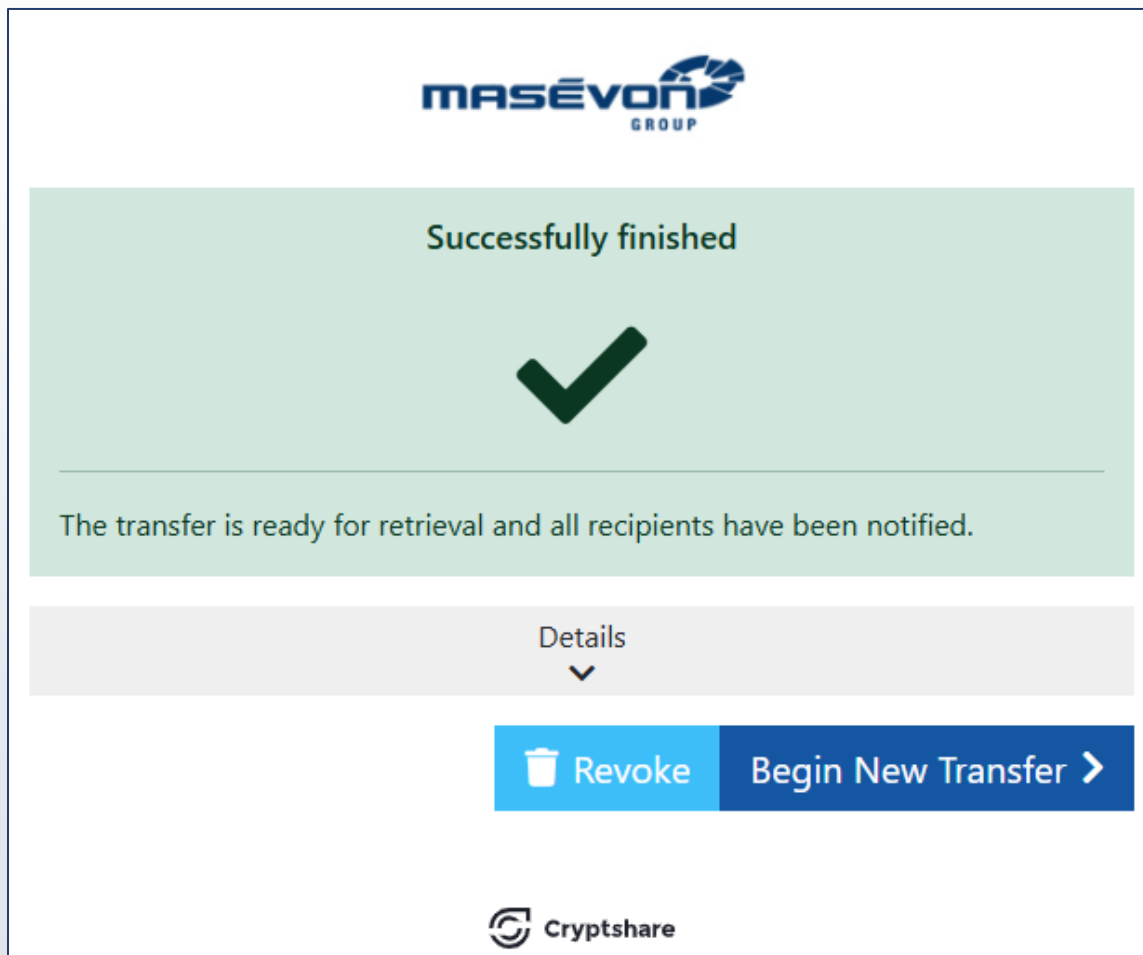 MASĒVON
GROUP
Successfully finished
The transfer is ready for retrieval and all recipients have been notified.
Details
Revoke
Begin New Transfer
Cryptshare